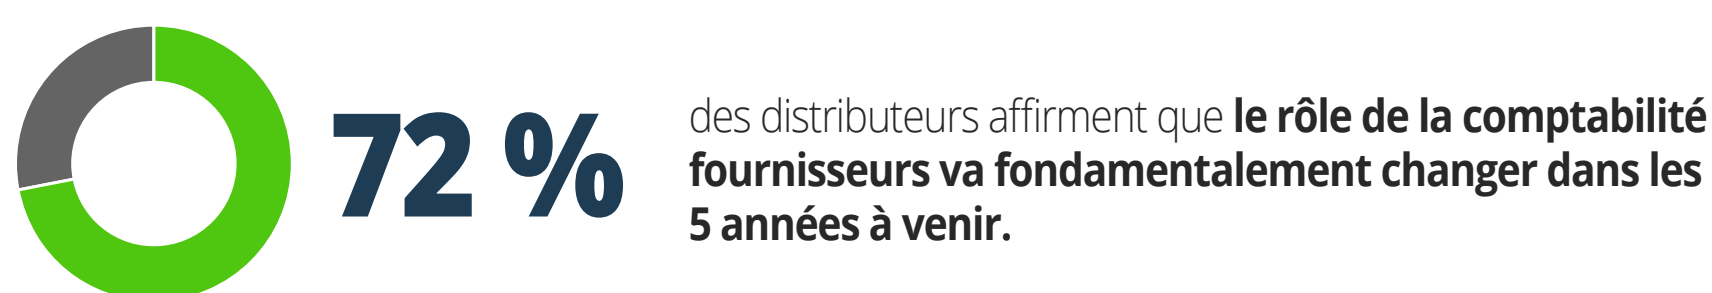 72 %
des distributeurs affirment que le rôle de la comptabilité
fournisseurs va fondamentalement changer dans les
5 années à venir.